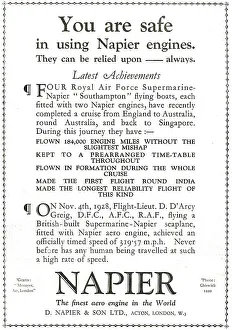 You are safe
in using Napier engines.
They can be relied upon — always.
Latest Achievements
¶ FOUR Royal Air Force Supermarine-
Napier "Southampton" flying boats, each
fitted with two Napier engines, have recently
completed a cruise from England to Australia,
round Australia, and back to Singapore.
During this journey they have :—
FLOWN 184,000 ENGINE MILES WITHOUT THE
SLIGHTEST MISHAP
KEPT TO A PREARRANGED TIME-TABLE
THROUGHOUT
FLOWN IN FORMATION DURING THE WHOLE
CRUISE
MADE THE FIRST FLIGHT ROUND INDIA
MADE THE LONGEST RELIABILITY FLIGHT OF
THIS KIND
¶ ON Nov. 4th, 1928, Flight-Lieut. D. D'Arcy
Greig, D.F.C., A.F.C., R.A.F., flying a
British-built Supermarine-Napier seaplane,
fitted with Napier aero engine, achieved an
officially timed speed of 319·57 m.p.h. Never
before has any human being travelled at such
a high rate of speed.
NAPIER
The finest aero engine in the World
D. NAPIER & SON LTD., ACTON, LONDON, W.3
London"
'Phone:
Chiswick